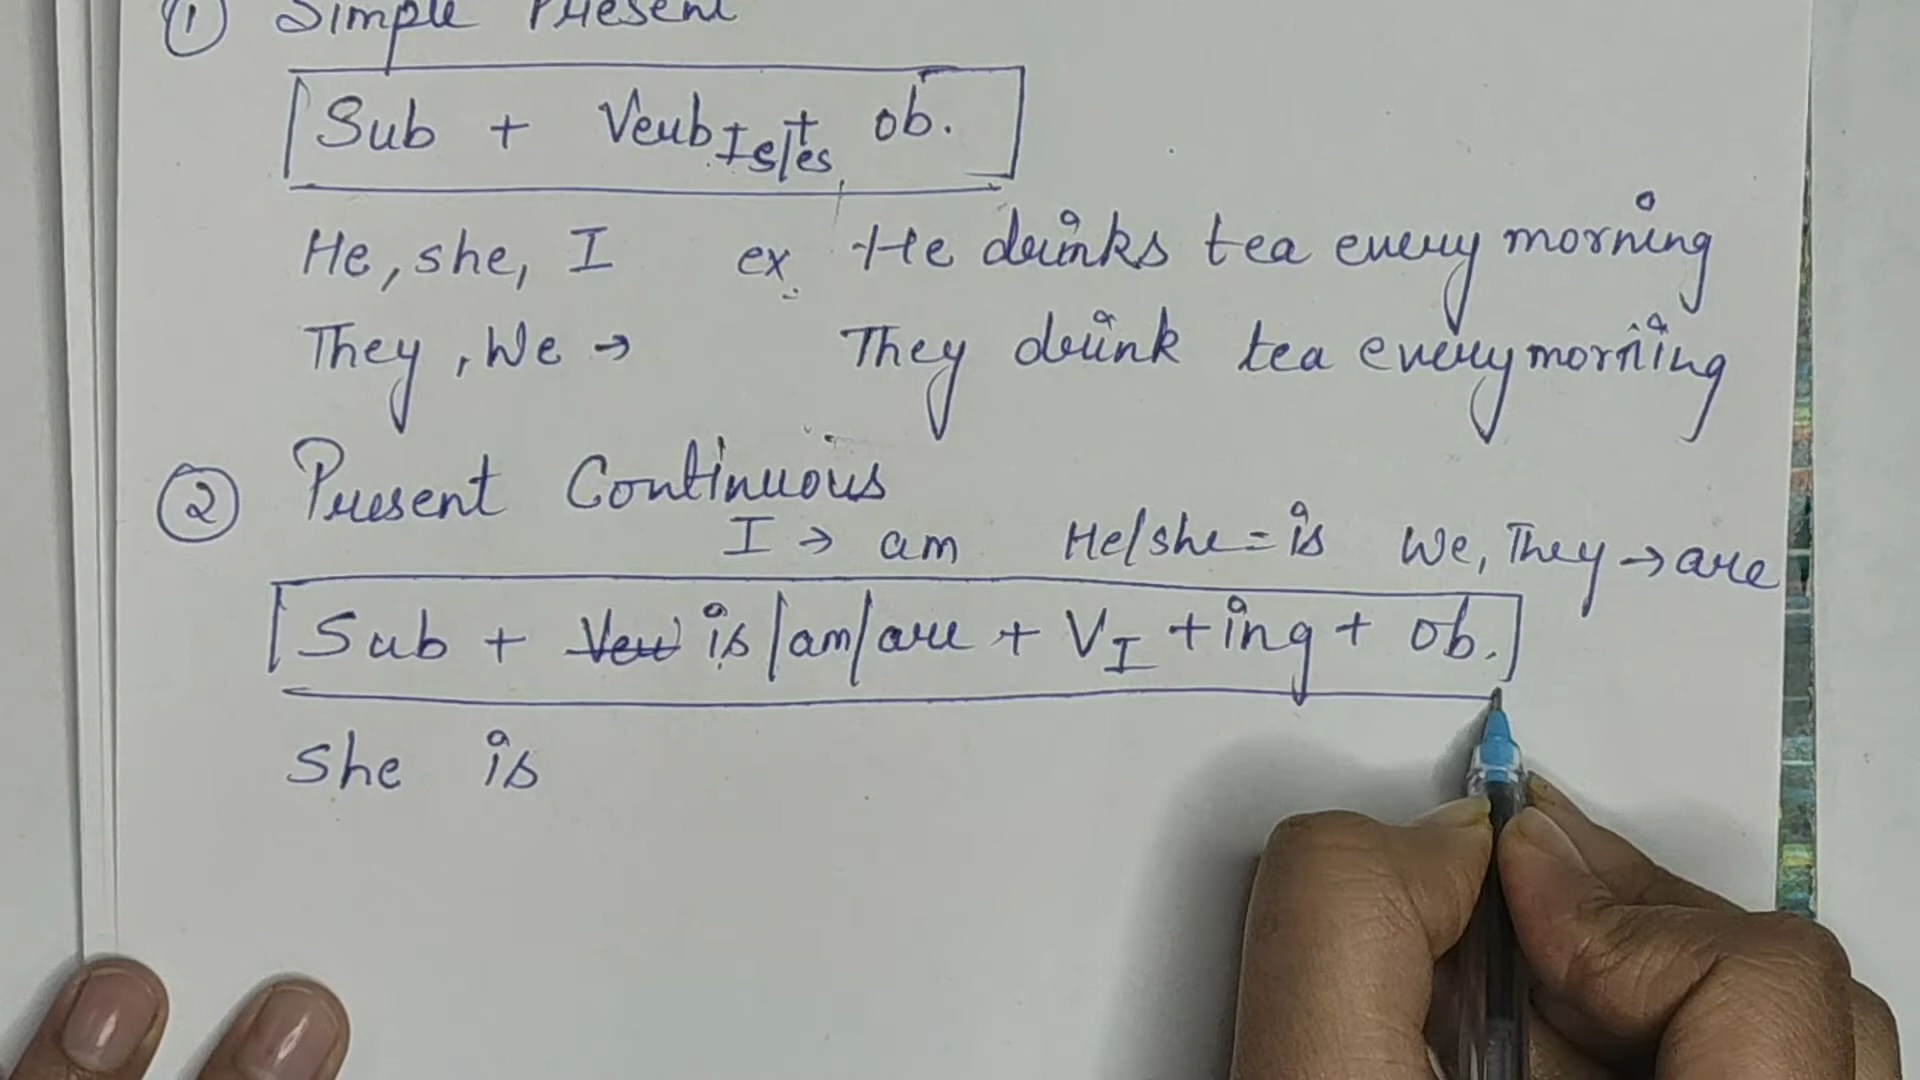 ① Simple Present
Sub + Verb I s/es + ob.
He, she, I ex. He drinks tea every morning
They, We → They drink tea every morning
② Present Continuous
I → am He/she = is We, They → are
Sub + is/am/are + V I + ing + ob.
She is